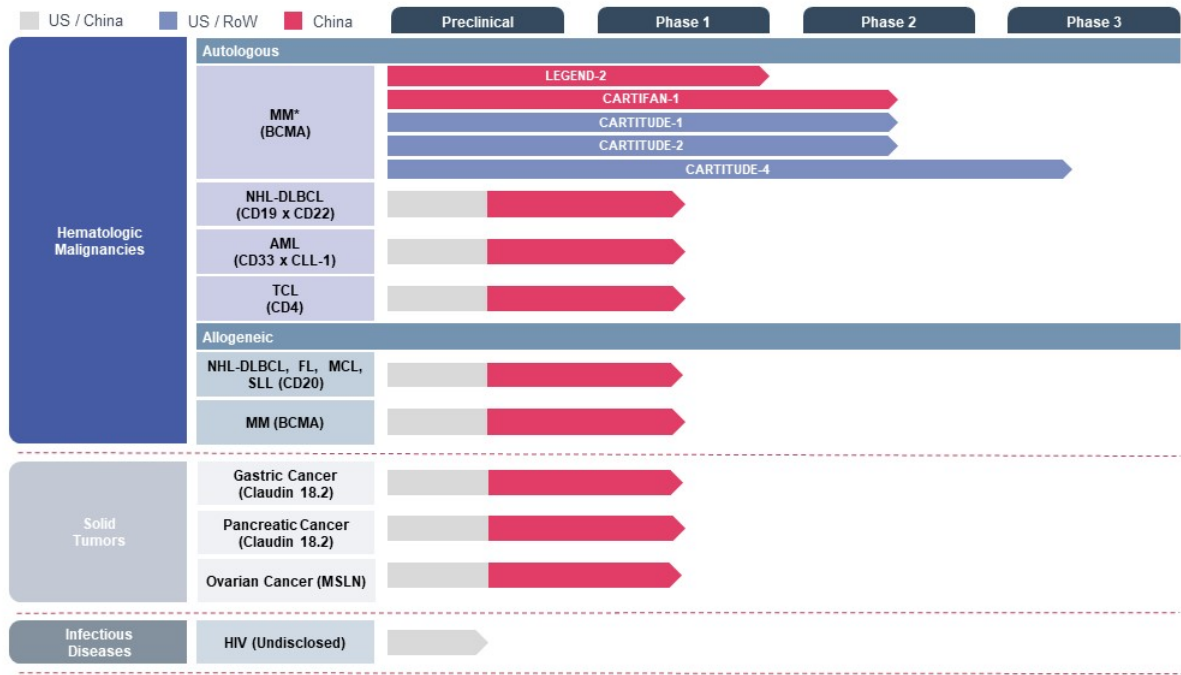 US / China
US / RoW
China
Preclinical
Phase 1
Phase 2
Phase 3
Hematologic
Malignancies
Autologous
MM*
(BCMA)
LEGEND-2
CARTIFAN-1
CARTITUDE-1
CARTITUDE-2
CARTITUDE-4
NHL-DLBCL
(CD19 x CD22)
AML
(CD33 x CLL-1)
TCL
(CD4)
Allogeneic
NHL-DLBCL, FL, MCL,
SLL (CD20)
MM (BCMA)
Solid
Tumors
Gastric Cancer
(Claudin 18.2)
Pancreatic Cancer
(Claudin 18.2)
Ovarian Cancer (MSLN)
Infectious
Diseases
HIV (Undisclosed)